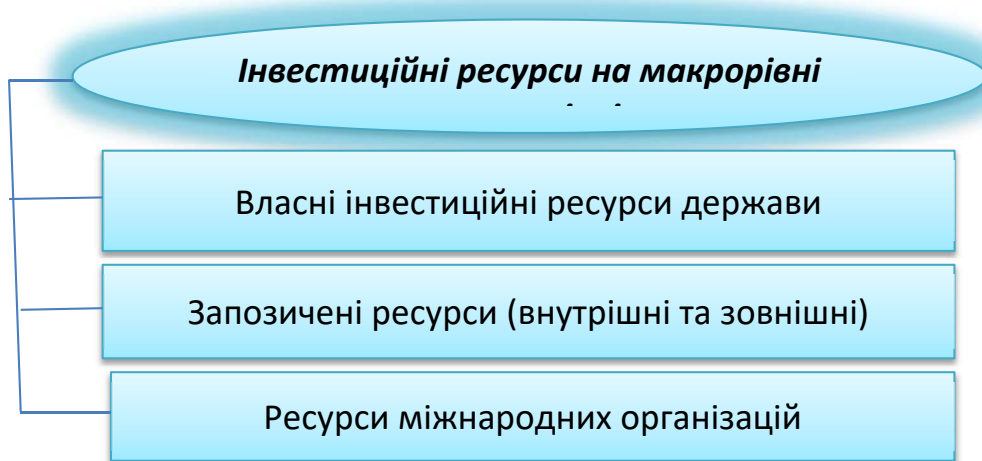 Інвестиційні ресурси на макрорівні
Власні інвестиційні ресурси держави
Запозичені ресурси (внутрішні та зовнішні)
Ресурси міжнародних організацій